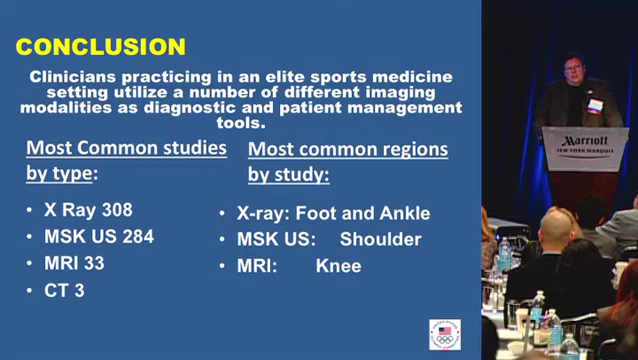 CONCLUSION
Clinicians practicing in an elite sports medicine
setting utilize a number of different imaging
modalities as diagnostic and patient management
tools.
Most Common studies
by type:
• X Ray 308
• MSK US 284
• MRI 33
• CT 3
Most common regions
by study:
• X-ray: Foot and Ankle
• MSK US: Shoulder
• MRI: Knee
Marriott
NEW YORK MARQUIS
UNITED STATES